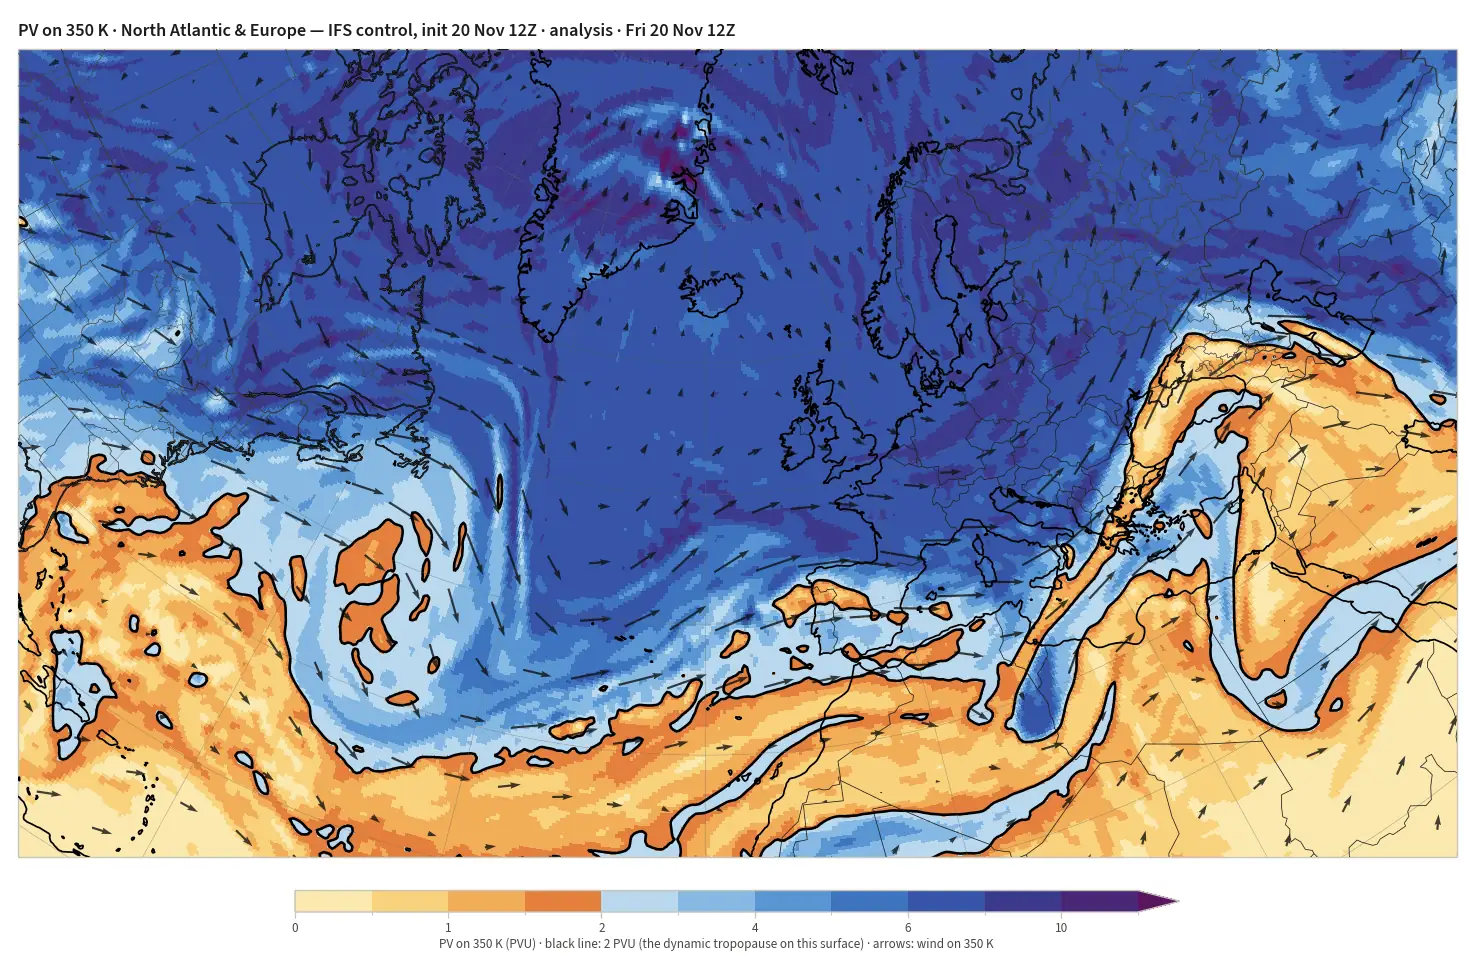 PV on 350 K · North Atlantic & Europe — IFS control, init 20 Nov 12Z · analysis · Fri 20 Nov 12Z
0 1 2 4 6 10
PV on 350 K (PVU) · black line: 2 PVU (the dynamic tropopause on this surface) · arrows: wind on 350 K